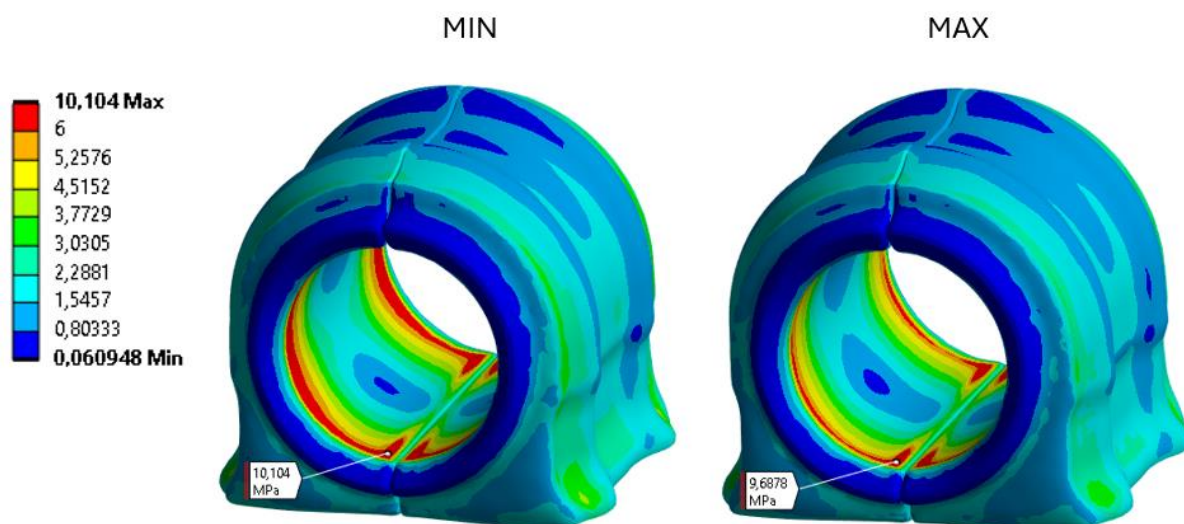 MIN
MAX
10,104 Max
6
5,2576
4,5152
3,7729
3,0305
2,2881
1,5457
0,80333
0,060948 Min
10,104
MPa
9,6878
MPa